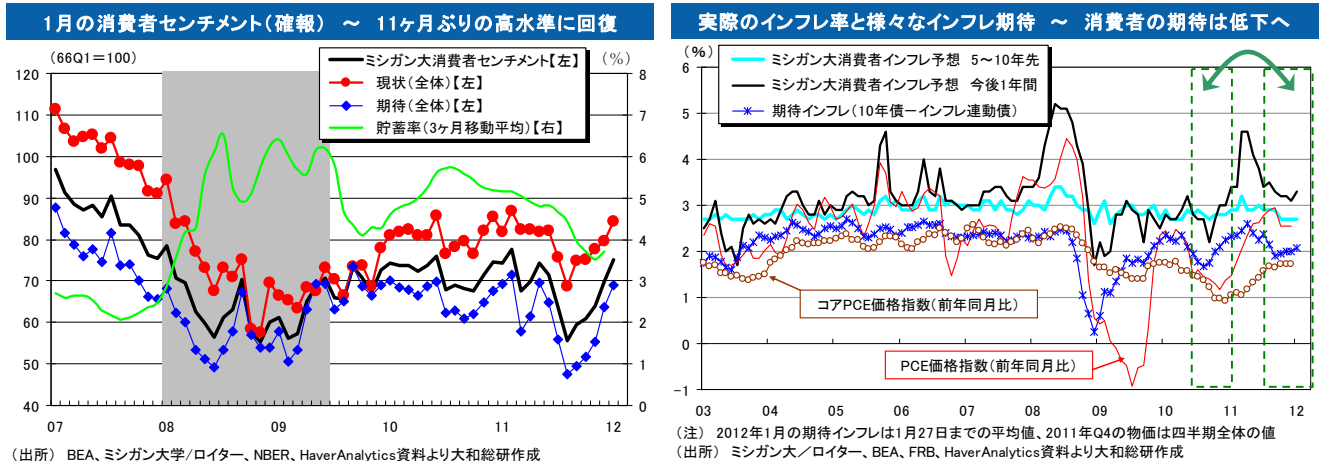 1月の消費者センチメント（確報） ～ 11ヶ月ぶりの高水準に回復
（66Q1＝100）
（％）
ミシガン大消費者センチメント【左】
現状（全体）【左】
期待（全体）【左】
貯蓄率（3ヶ月移動平均）【右】
120
110
100
90
80
70
60
50
40
8
7
6
5
4
3
2
1
0
07 08 09 10 11 12
（出所） BEA、ミシガン大学/ロイター、NBER、HaverAnalytics資料より大和総研作成
実際のインフレ率と様々なインフレ期待 ～ 消費者の期待は低下へ
（％）
ミシガン大消費者インフレ予想 5～10年先
ミシガン大消費者インフレ予想 今後1年間
期待インフレ（10年債－インフレ連動債）
6
5
4
3
2
1
0
-1
コアPCE価格指数（前年同月比）
PCE価格指数（前年同月比）
03 04 05 06 07 08 09 10 11 12
（注） 2012年1月の期待インフレは1月27日までの平均値、2011年Q4の物価は四半期全体の値
（出所） ミシガン大／ロイター、BEA、FRB、HaverAnalytics資料より大和総研作成